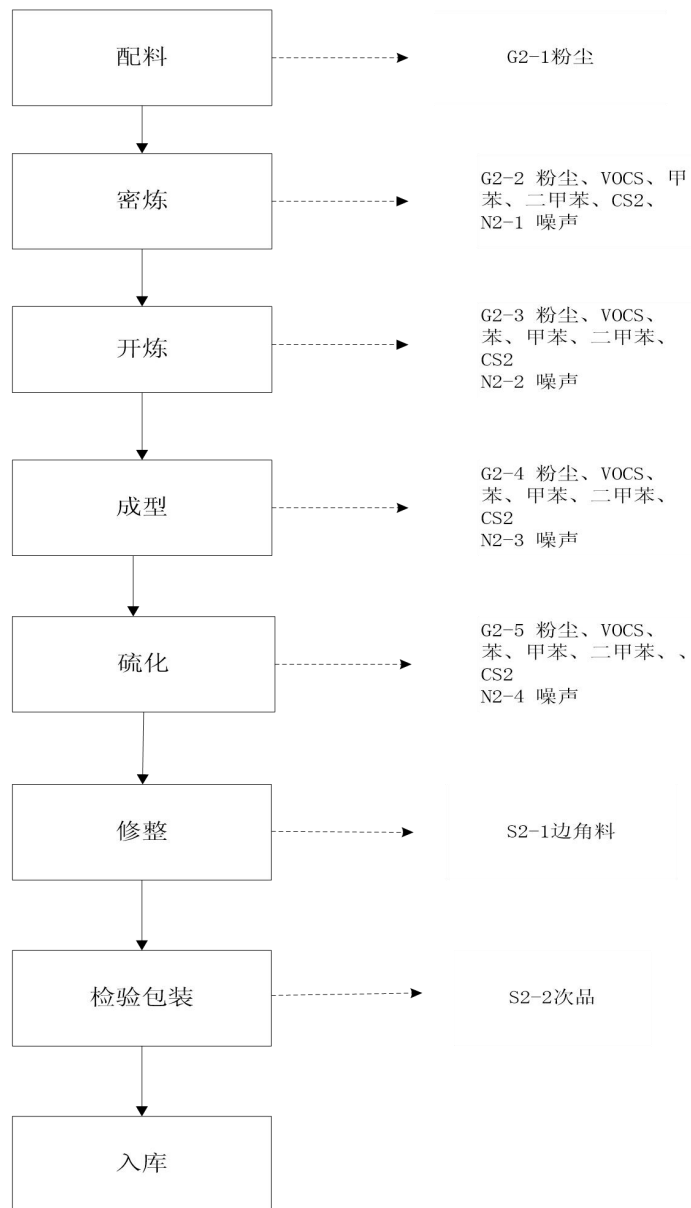 配料
G2-1粉尘
密炼
G2-2 粉尘、VOCS、甲
苯、二甲苯、CS2、
N2-1 噪声
开炼
G2-3 粉尘、VOCS、
苯、甲苯、二甲苯、
CS2
N2-2 噪声
成型
G2-4 粉尘、VOCS、
苯、甲苯、二甲苯、
CS2
N2-3 噪声
硫化
G2-5 粉尘、VOCS、
苯、甲苯、二甲苯、、
CS2
N2-4 噪声
修整
S2-1边角料
检验包装
S2-2次品
入库